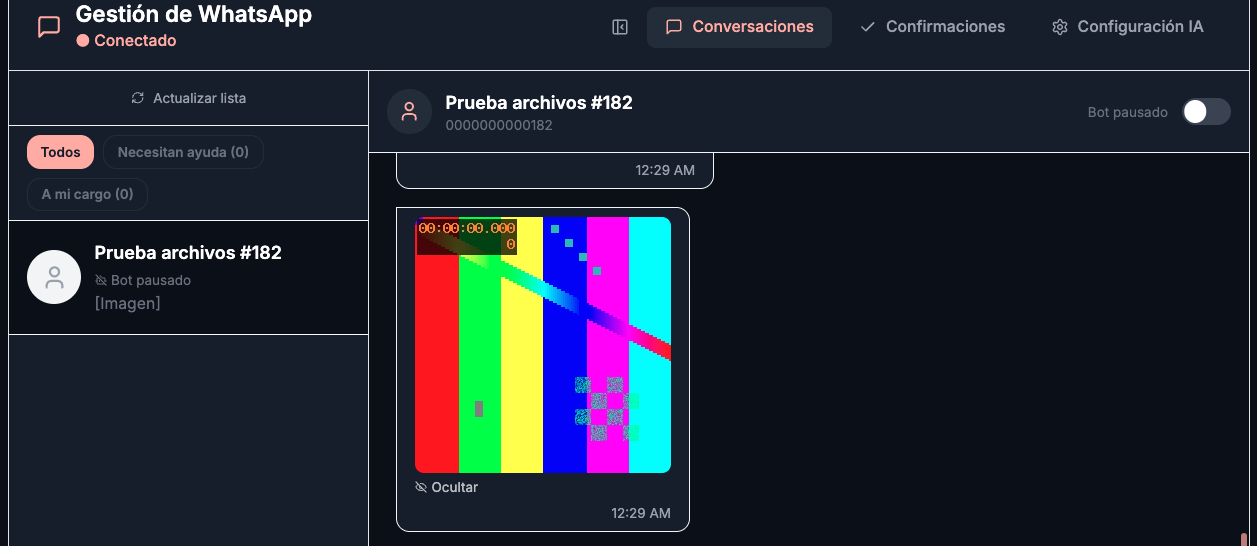 Gestión de WhatsApp
Conectado
Conversaciones
Confirmaciones
Configuración IA
Actualizar lista
Todos
Necesitan ayuda (0)
A mi cargo (0)
Prueba archivos #182
Bot pausado
[Imagen]
Prueba archivos #182
0000000000182
Bot pausado
12:29 AM
00:00:00.000
0
Ocultar
12:29 AM